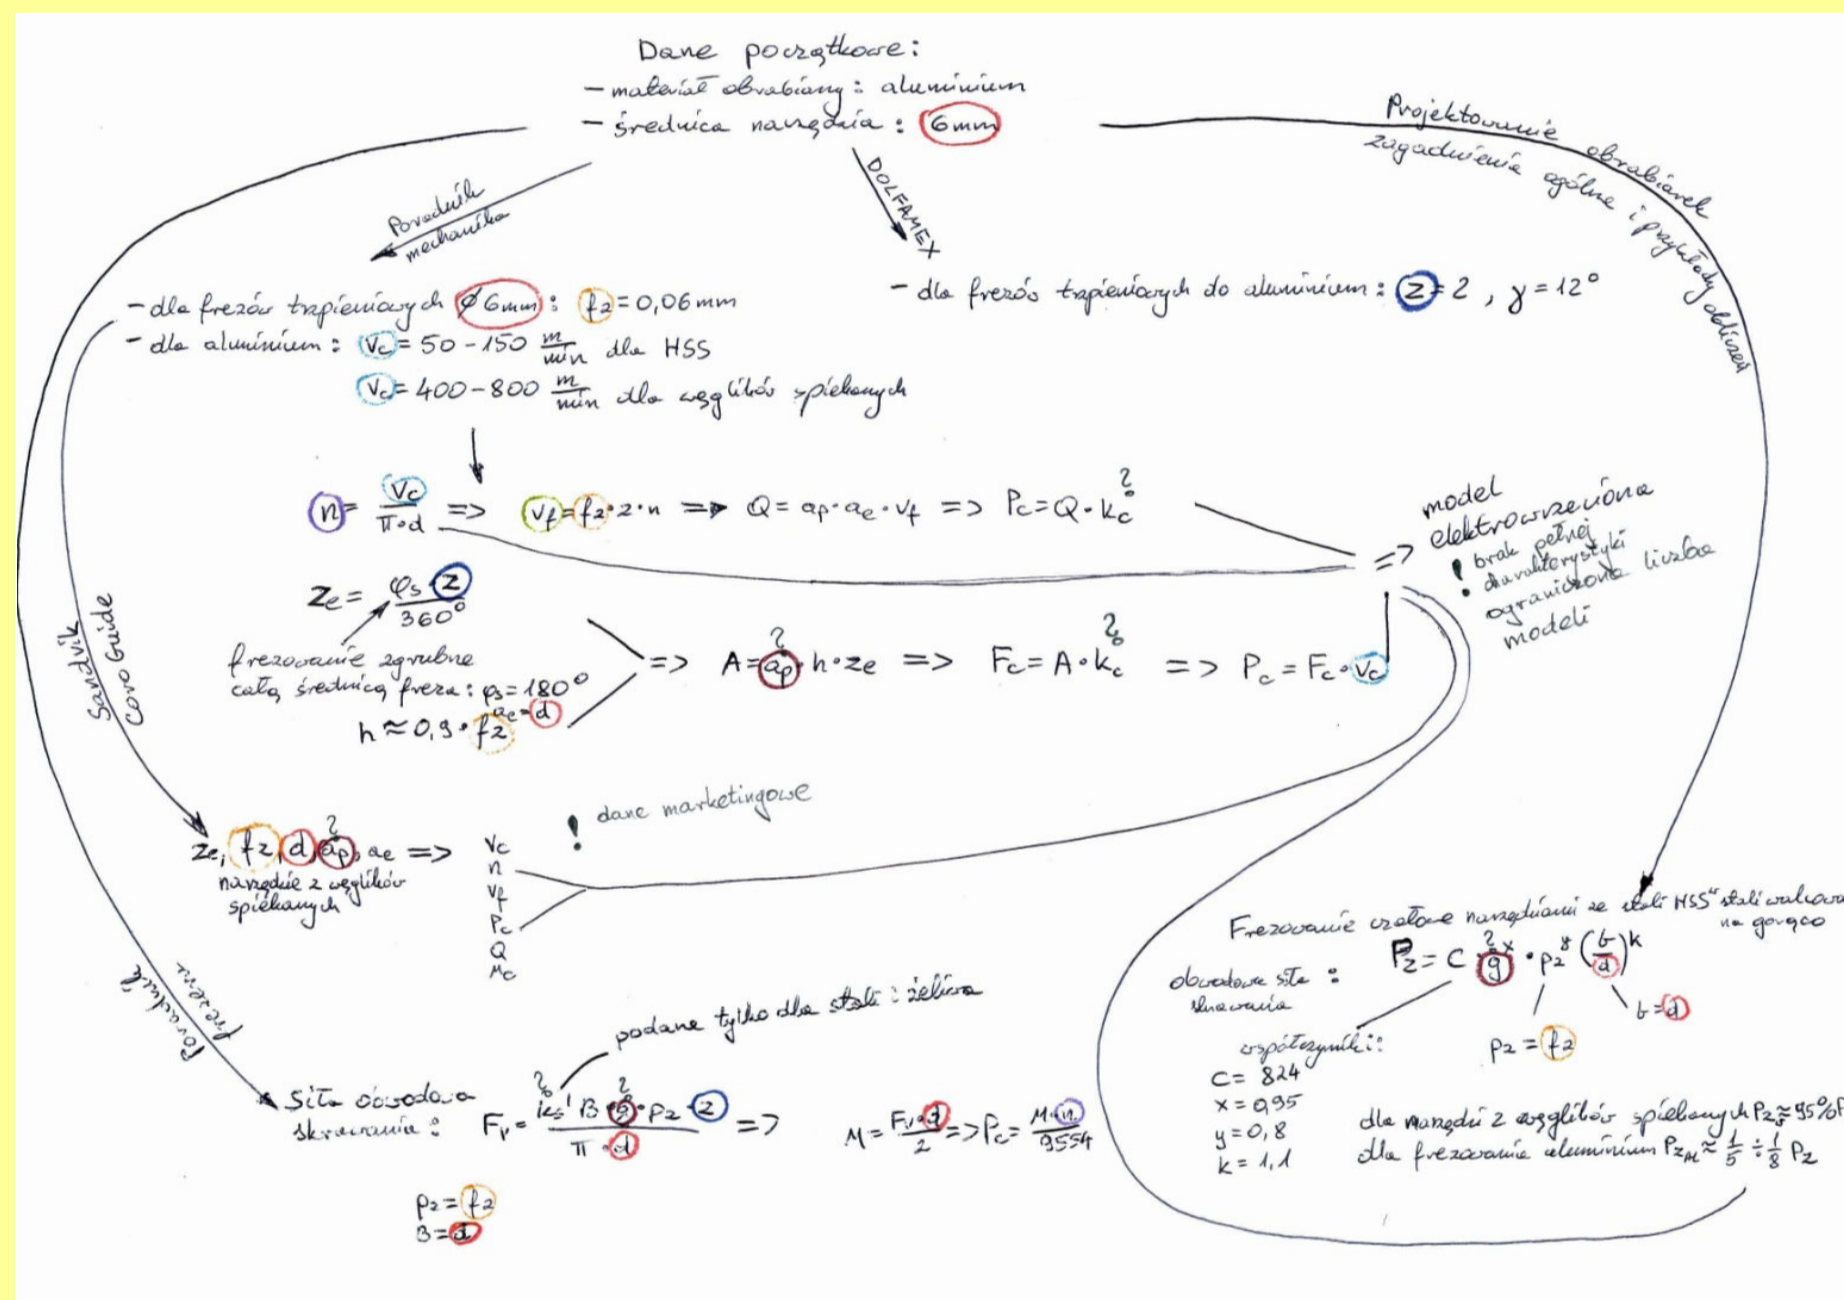 Dane początkowe:
- materiał obrabiany: aluminium
- średnica narzędzia: 6mm
Poradnik
mechanika
DOLFAMEX
Projektowanie obrabiarek
zagadnienia ogólne i przykłady obliczeń
- dla frezów trzpieniowych ø 6mm: fz = 0,06 mm
- dla aluminium: Vc = 50 - 150 m/min dla HSS
Vc = 400 - 800 m/min dla węglików spiekanych
- dla frezów trzpieniowych do aluminium: z = 2, γ = 12°
n = Vc/π·d => Vf = fz·z·n => Q = ap·ae·vf => Pc = Q·kc ?
=> model
elektrowrzeciona
! brak pełnej
charakterystyki
! ograniczona liczba
modeli
ze = φs z/360°
frezowanie zgrubne
całą średnicą freza: φs = 180°
ae = d
h ≈ 0,9·fz
=> A = ap·h·ze => Fc = A·kc => Pc = Fc·Vc
? ?
Sandvik
Coro Guide
ze, fz, d, ap, ae =>
?
narzędzie z węglików
spiekanych
Vc
n
Vf
Pc
Q
Mc
! dane marketingowe
Poradnik
frezera
podane tylko dla stali i żeliwa
Siła obwodowa
skrawania:
Fv = ks' B·g·pz·z/π·d => M = Fv·d/2 => Pc = M·n/9554
? ?
pz = fz
B = d
Frezowanie czołowe narzędziami ze stali HSS stali walcowa
na gorąco
obwodowa siła:
skrawania
Pz = C g^x·pz^y (b/d)^k
?
b = d
pz = fz
współczynniki:
C = 824
x = 0,95
y = 0,8
k = 1,1
dla narzędzi z węglików spiekanych Pzs ≈ 95% P
dla frezowania aluminium PzAl ≈ 1/5 ÷ 1/8 Pz